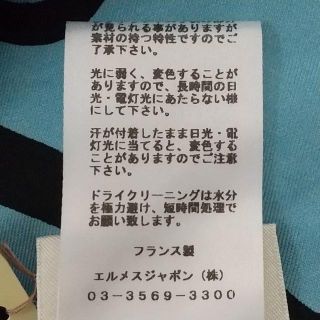 が見られる事がありますが
素材の持つ特性ですのでご
了承下さい。
光に弱く、変色することが
ありますので、長時間の日
光・電灯光にあたらない様
にして下さい。
汗が付着したまま日光・電
灯光に当てると、変色する
ことがありますのでご注意
下さい。
ドライクリーニングは水分
を極力避け、短時間処理で
お願い致します。
フランス製
エルメスジャポン(株)
03-3569-3300